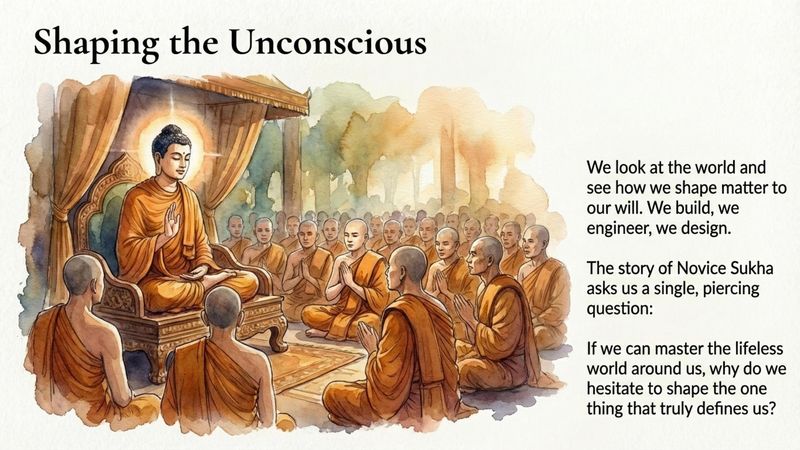 Shaping the Unconscious
We look at the world and
see how we shape matter to
our will. We build, we
engineer, we design.
The story of Novice Sukha
asks us a single, piercing
question:
If we can master the lifeless
world around us, why do we
hesitate to shape the one
thing that truly defines us?